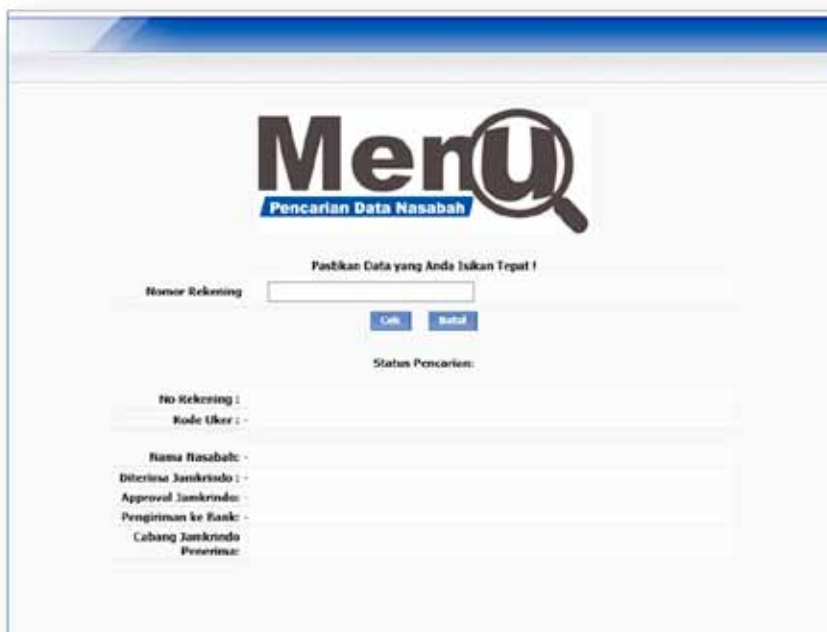 Menu
Pencarian Data Nasabah
Pastikan Data yang Anda Isikan Tepat !
Nomor Rekening
Cek Batal
Status Pencarian:
No Rekening :
Kode Uker : -
Nama Nasabah: -
Diterima Jamkrindo : -
Approval Jamkrindo: -
Pengiriman ke Bank: -
Cabang Jamkrindo
Penerima: